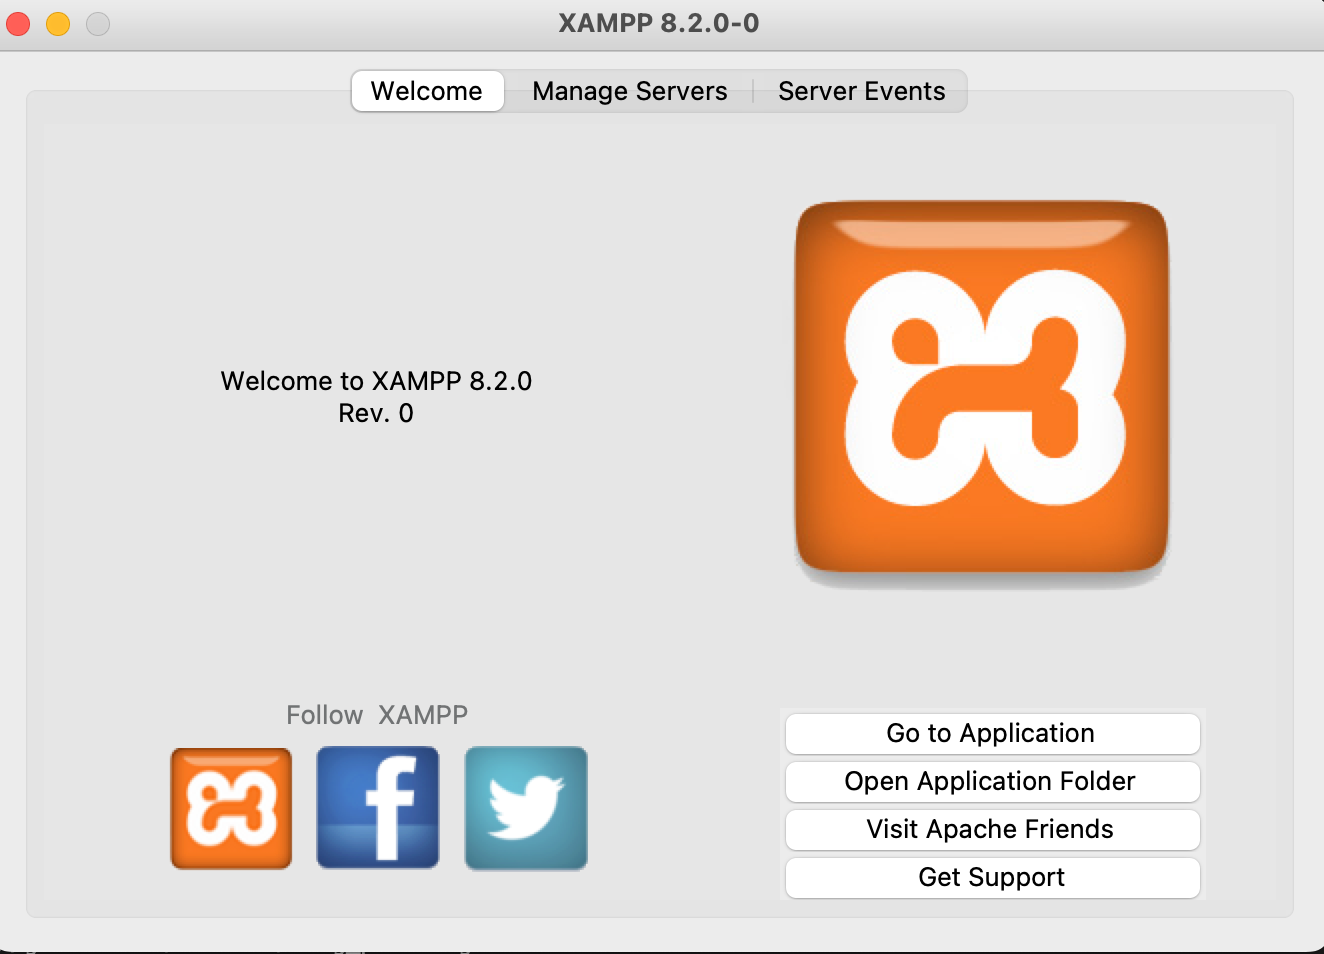 XAMPP 8.2.0-0
Welcome
Manage Servers
Server Events
Welcome to XAMPP 8.2.0
Rev. 0
Follow XAMPP
Go to Application
Open Application Folder
Visit Apache Friends
Get Support